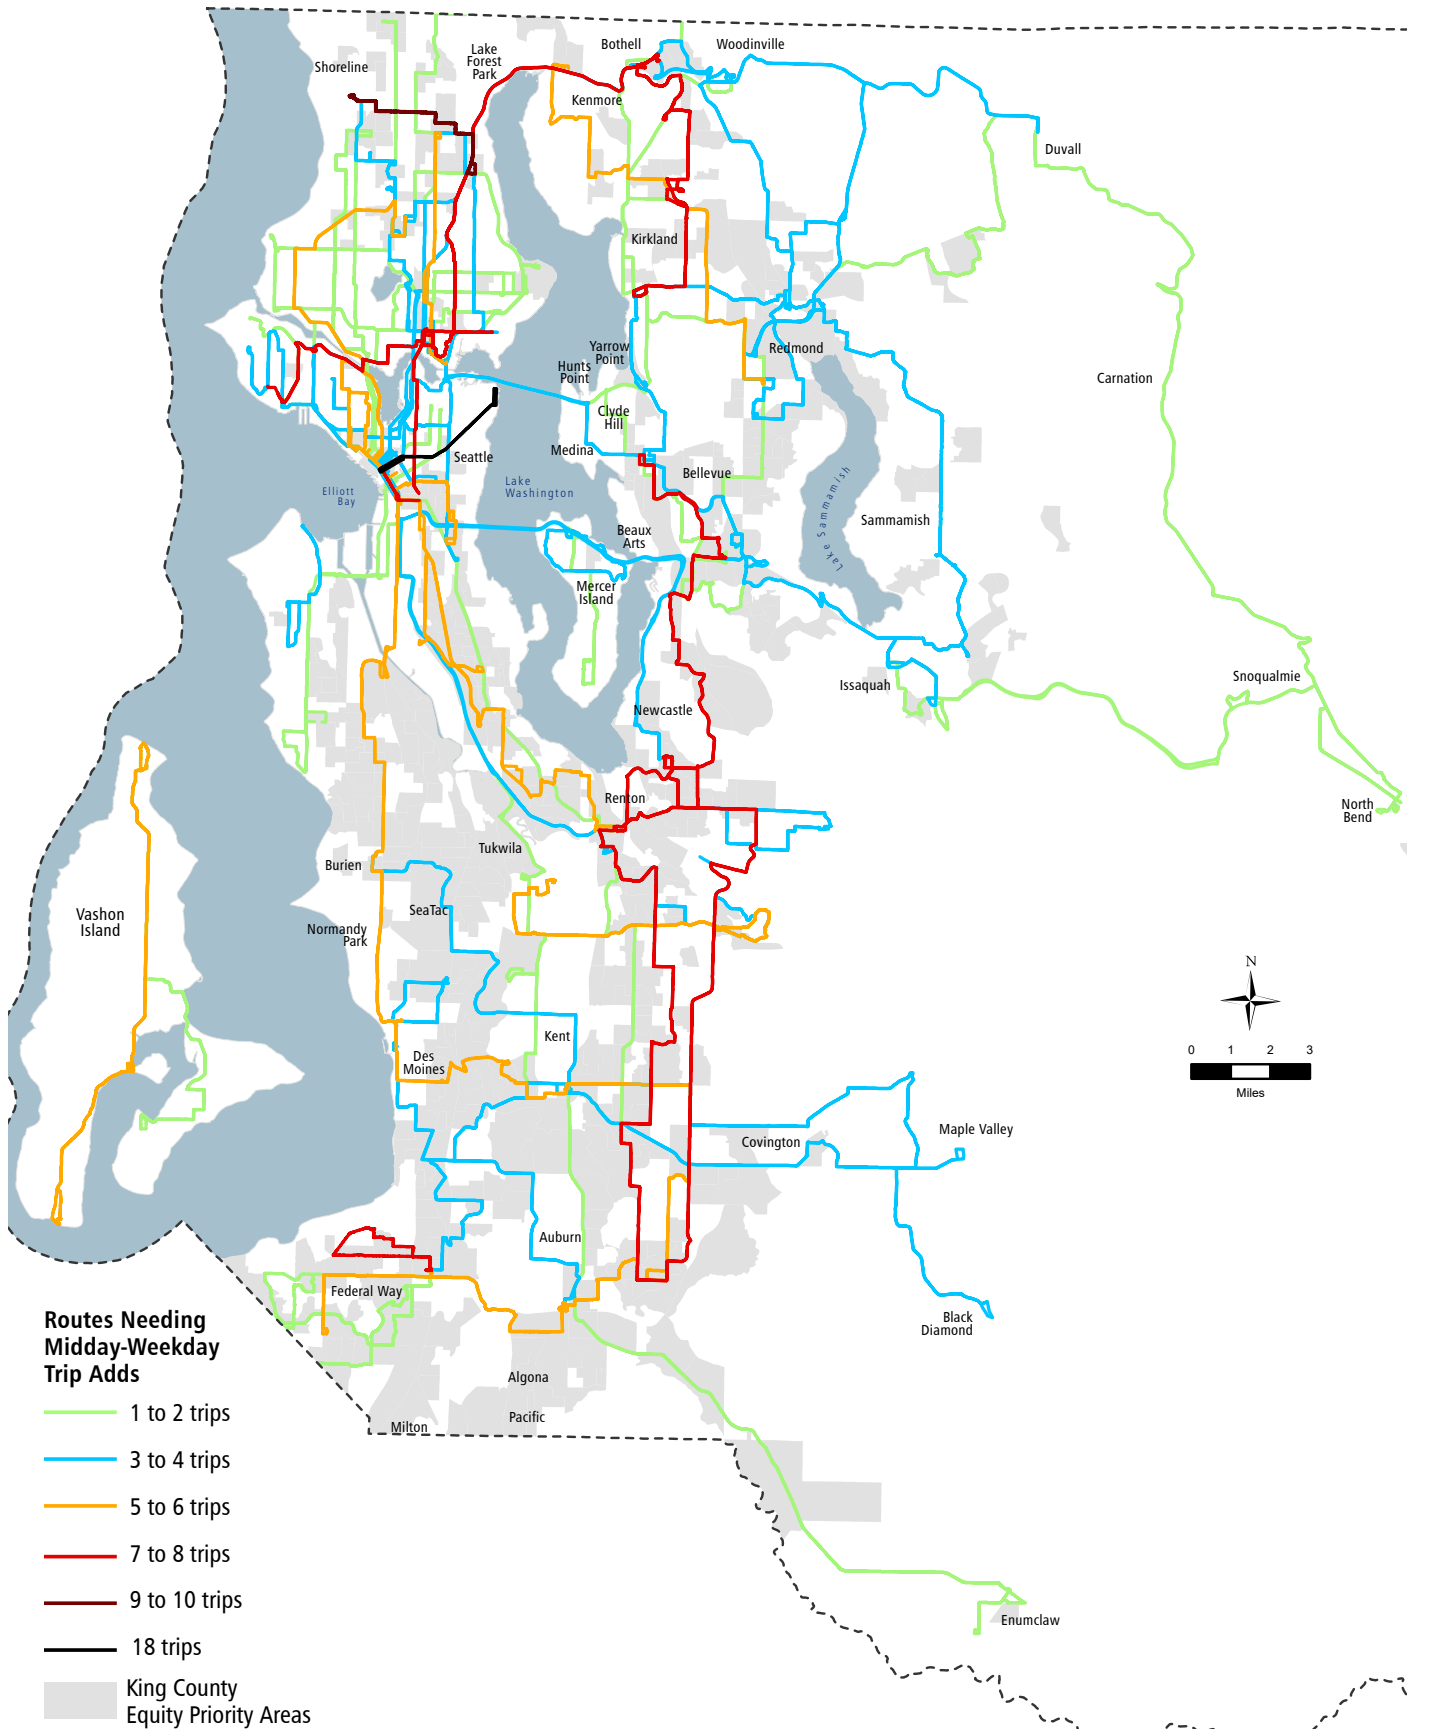 Bothell
Woodinville
Lake
Forest
Park
Shoreline
Kenmore
Duvall
Kirkland
Yarrow
Point
Redmond
Hunts
Point
Carnation
Clyde
Hill
Medina
Seattle
Bellevue
Lake
Washington
Elliott
Bay
Lake Sammamish
Sammamish
Beaux
Arts
Mercer
Island
Snoqualmie
Issaquah
Newcastle
Renton
North
Bend
Tukwila
Burien
SeaTac
Vashon
Island
Normandy
Park
N
Kent
Des
Moines
0 1 2 3
Miles
Maple Valley
Covington
Auburn
Federal Way
Black
Diamond
Algona
Pacific
Milton
Enumclaw
Routes Needing
Midday-Weekday
Trip Adds
1 to 2 trips
3 to 4 trips
5 to 6 trips
7 to 8 trips
9 to 10 trips
18 trips
King County
Equity Priority Areas